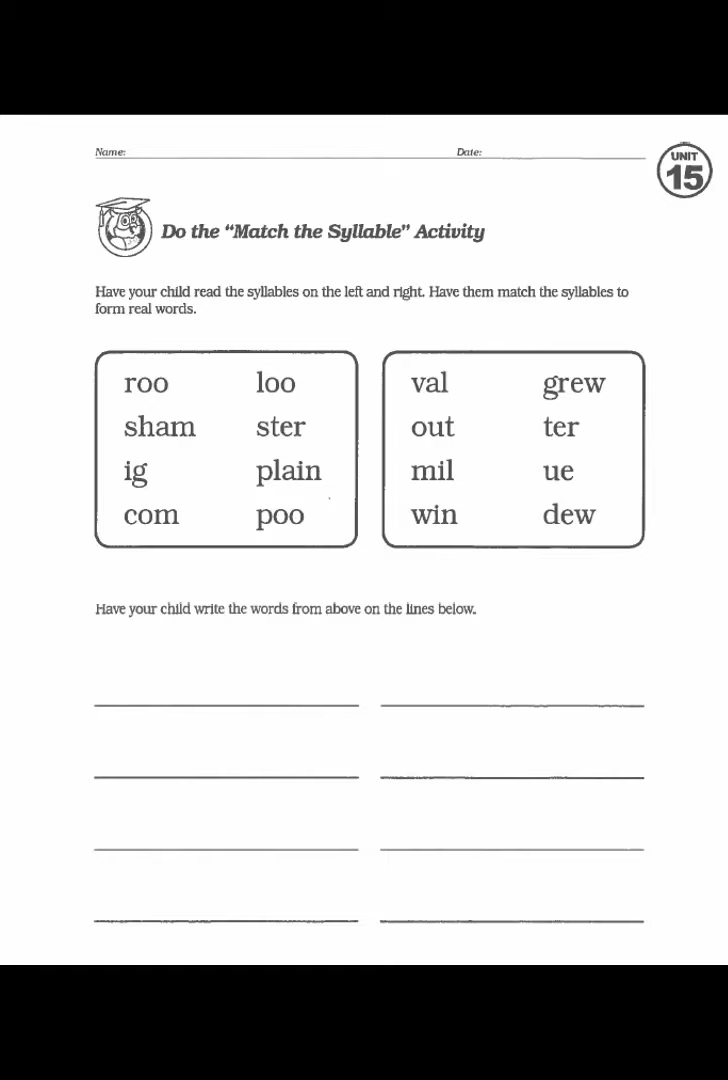 Name: Date:
UNIT
15
Do the "Match the Syllable" Activity
Have your child read the syllables on the left and right. Have them match the syllables to
form real words.
roo loo
sham ster
ig plain
com poo
val grew
out ter
mil ue
win dew
Have your child write the words from above on the lines below.